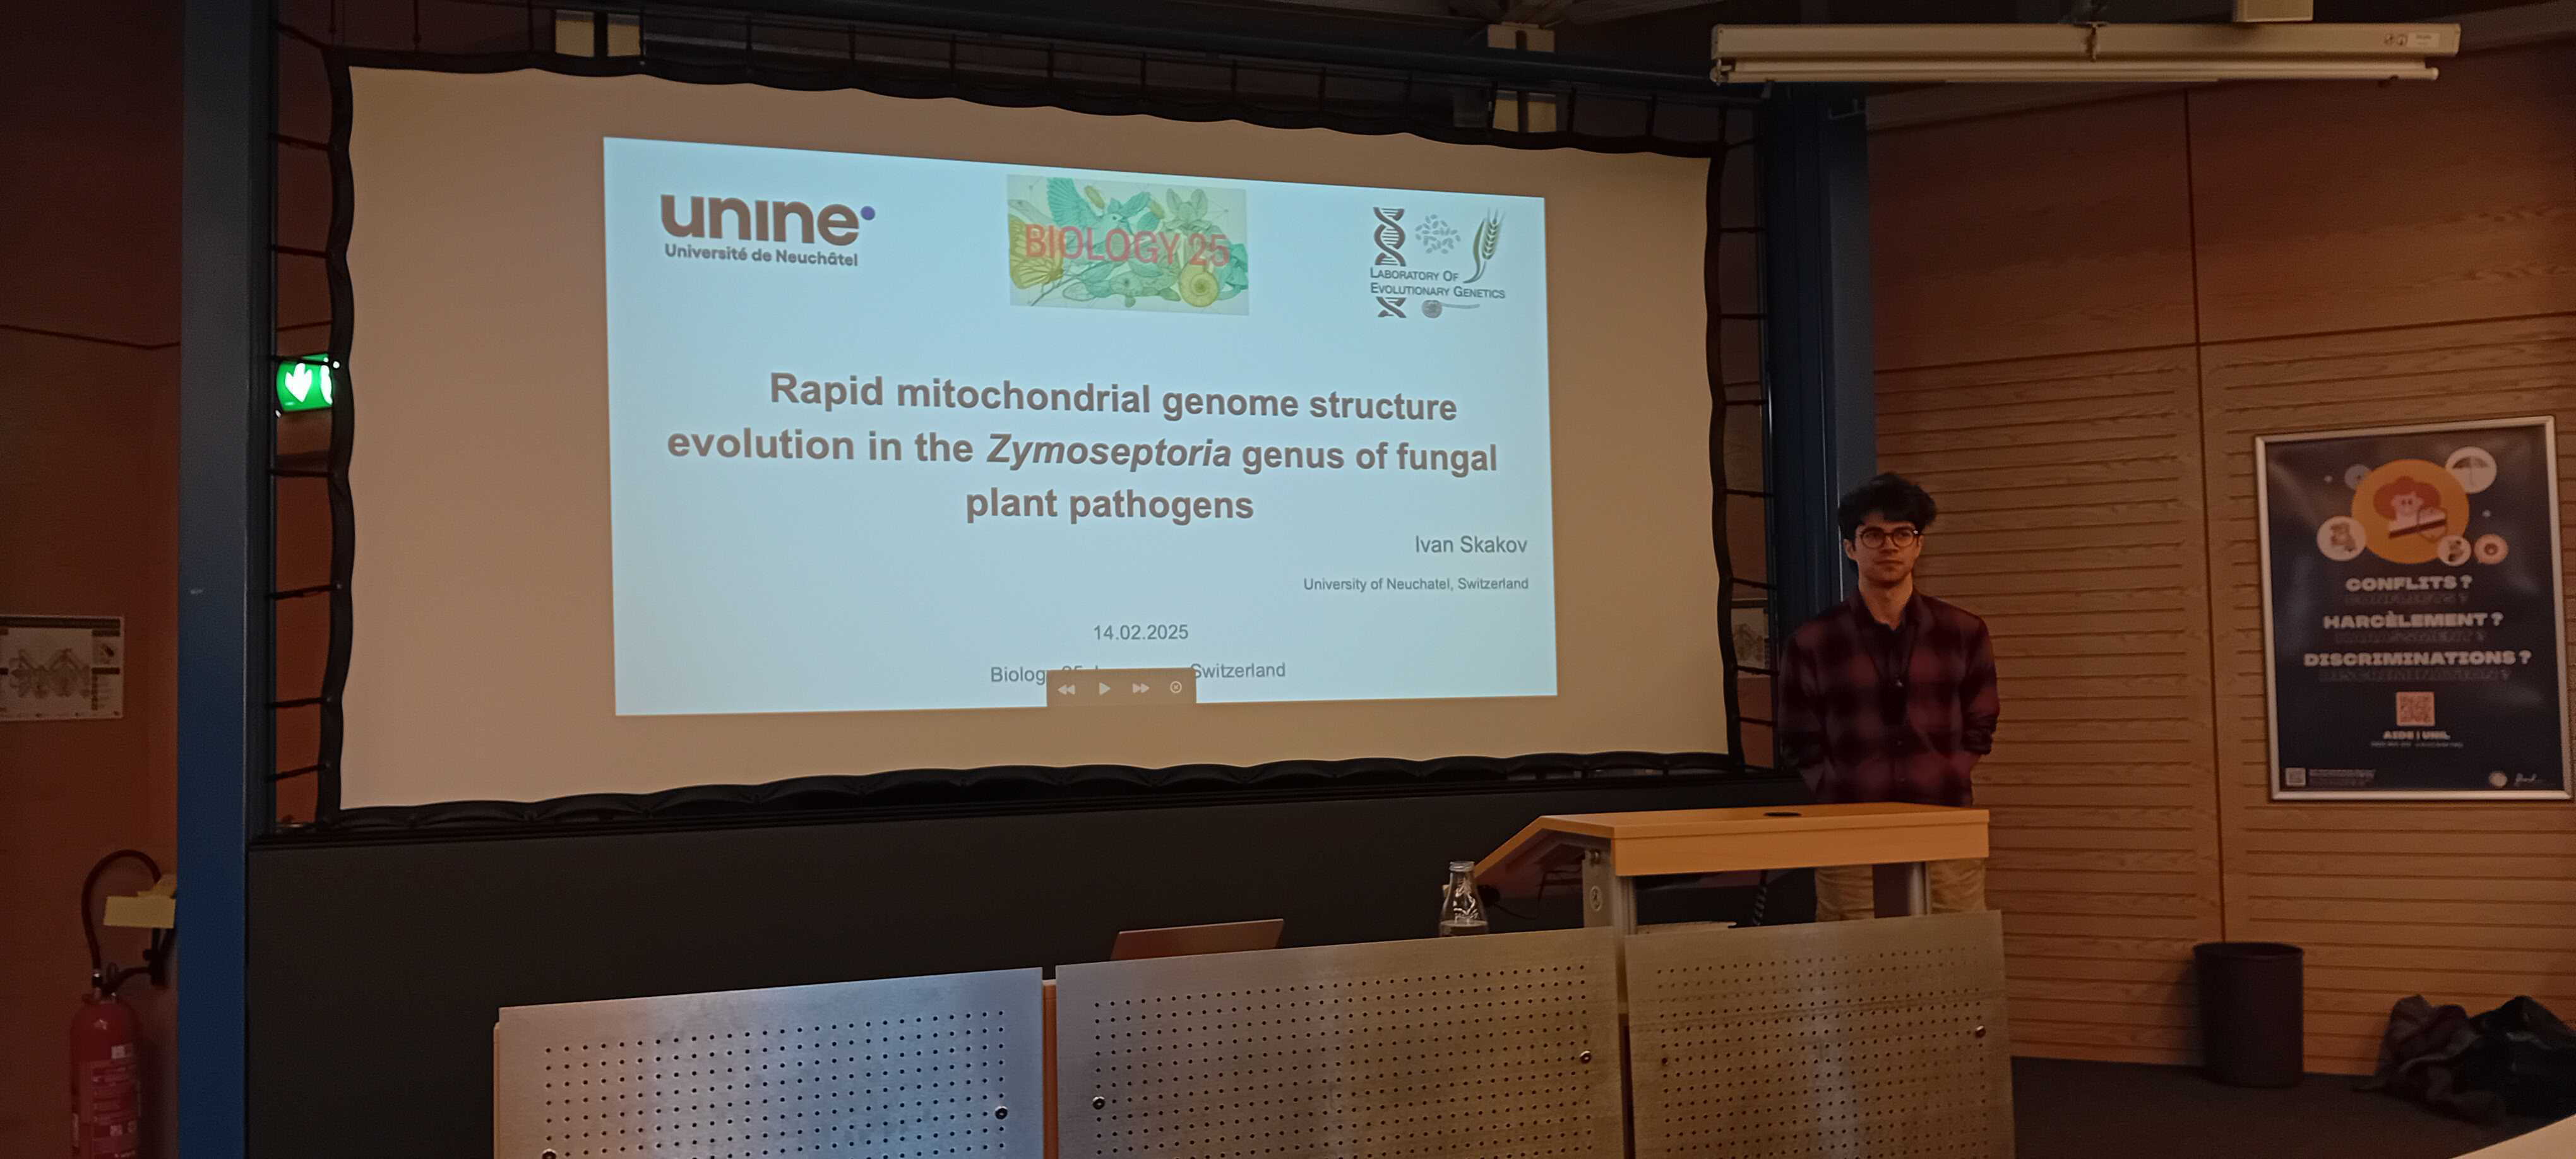 unine
Université de Neuchâtel
BIOLOGY 25
LABORATORY OF
EVOLUTIONARY GENETICS
Rapid mitochondrial genome structure
evolution in the Zymoseptoria genus of fungal
plant pathogens
Ivan Skakov
University of Neuchatel, Switzerland
14.02.2025
Switzerland
CONFLITS ?
HARCÈLEMENT ?
DISCRIMINATIONS ?
AIDE | UNIL